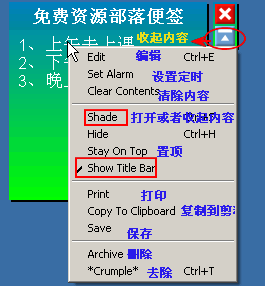 免费资源部落便签
收起内容
1、上午去上课
2、下午
3、晚上
Edit 编辑 Ctrl+E
Set Alarm 设置定时
Clear Contents 清除内容
Shade 打开或者收起内容
Hide Ctrl+H
Stay On Top 置顶
Show Title Bar
Print 打印
Copy To Clipboard 复制到剪
Save 保存
Archive 删除
*Crumple* 去除 Ctrl+T